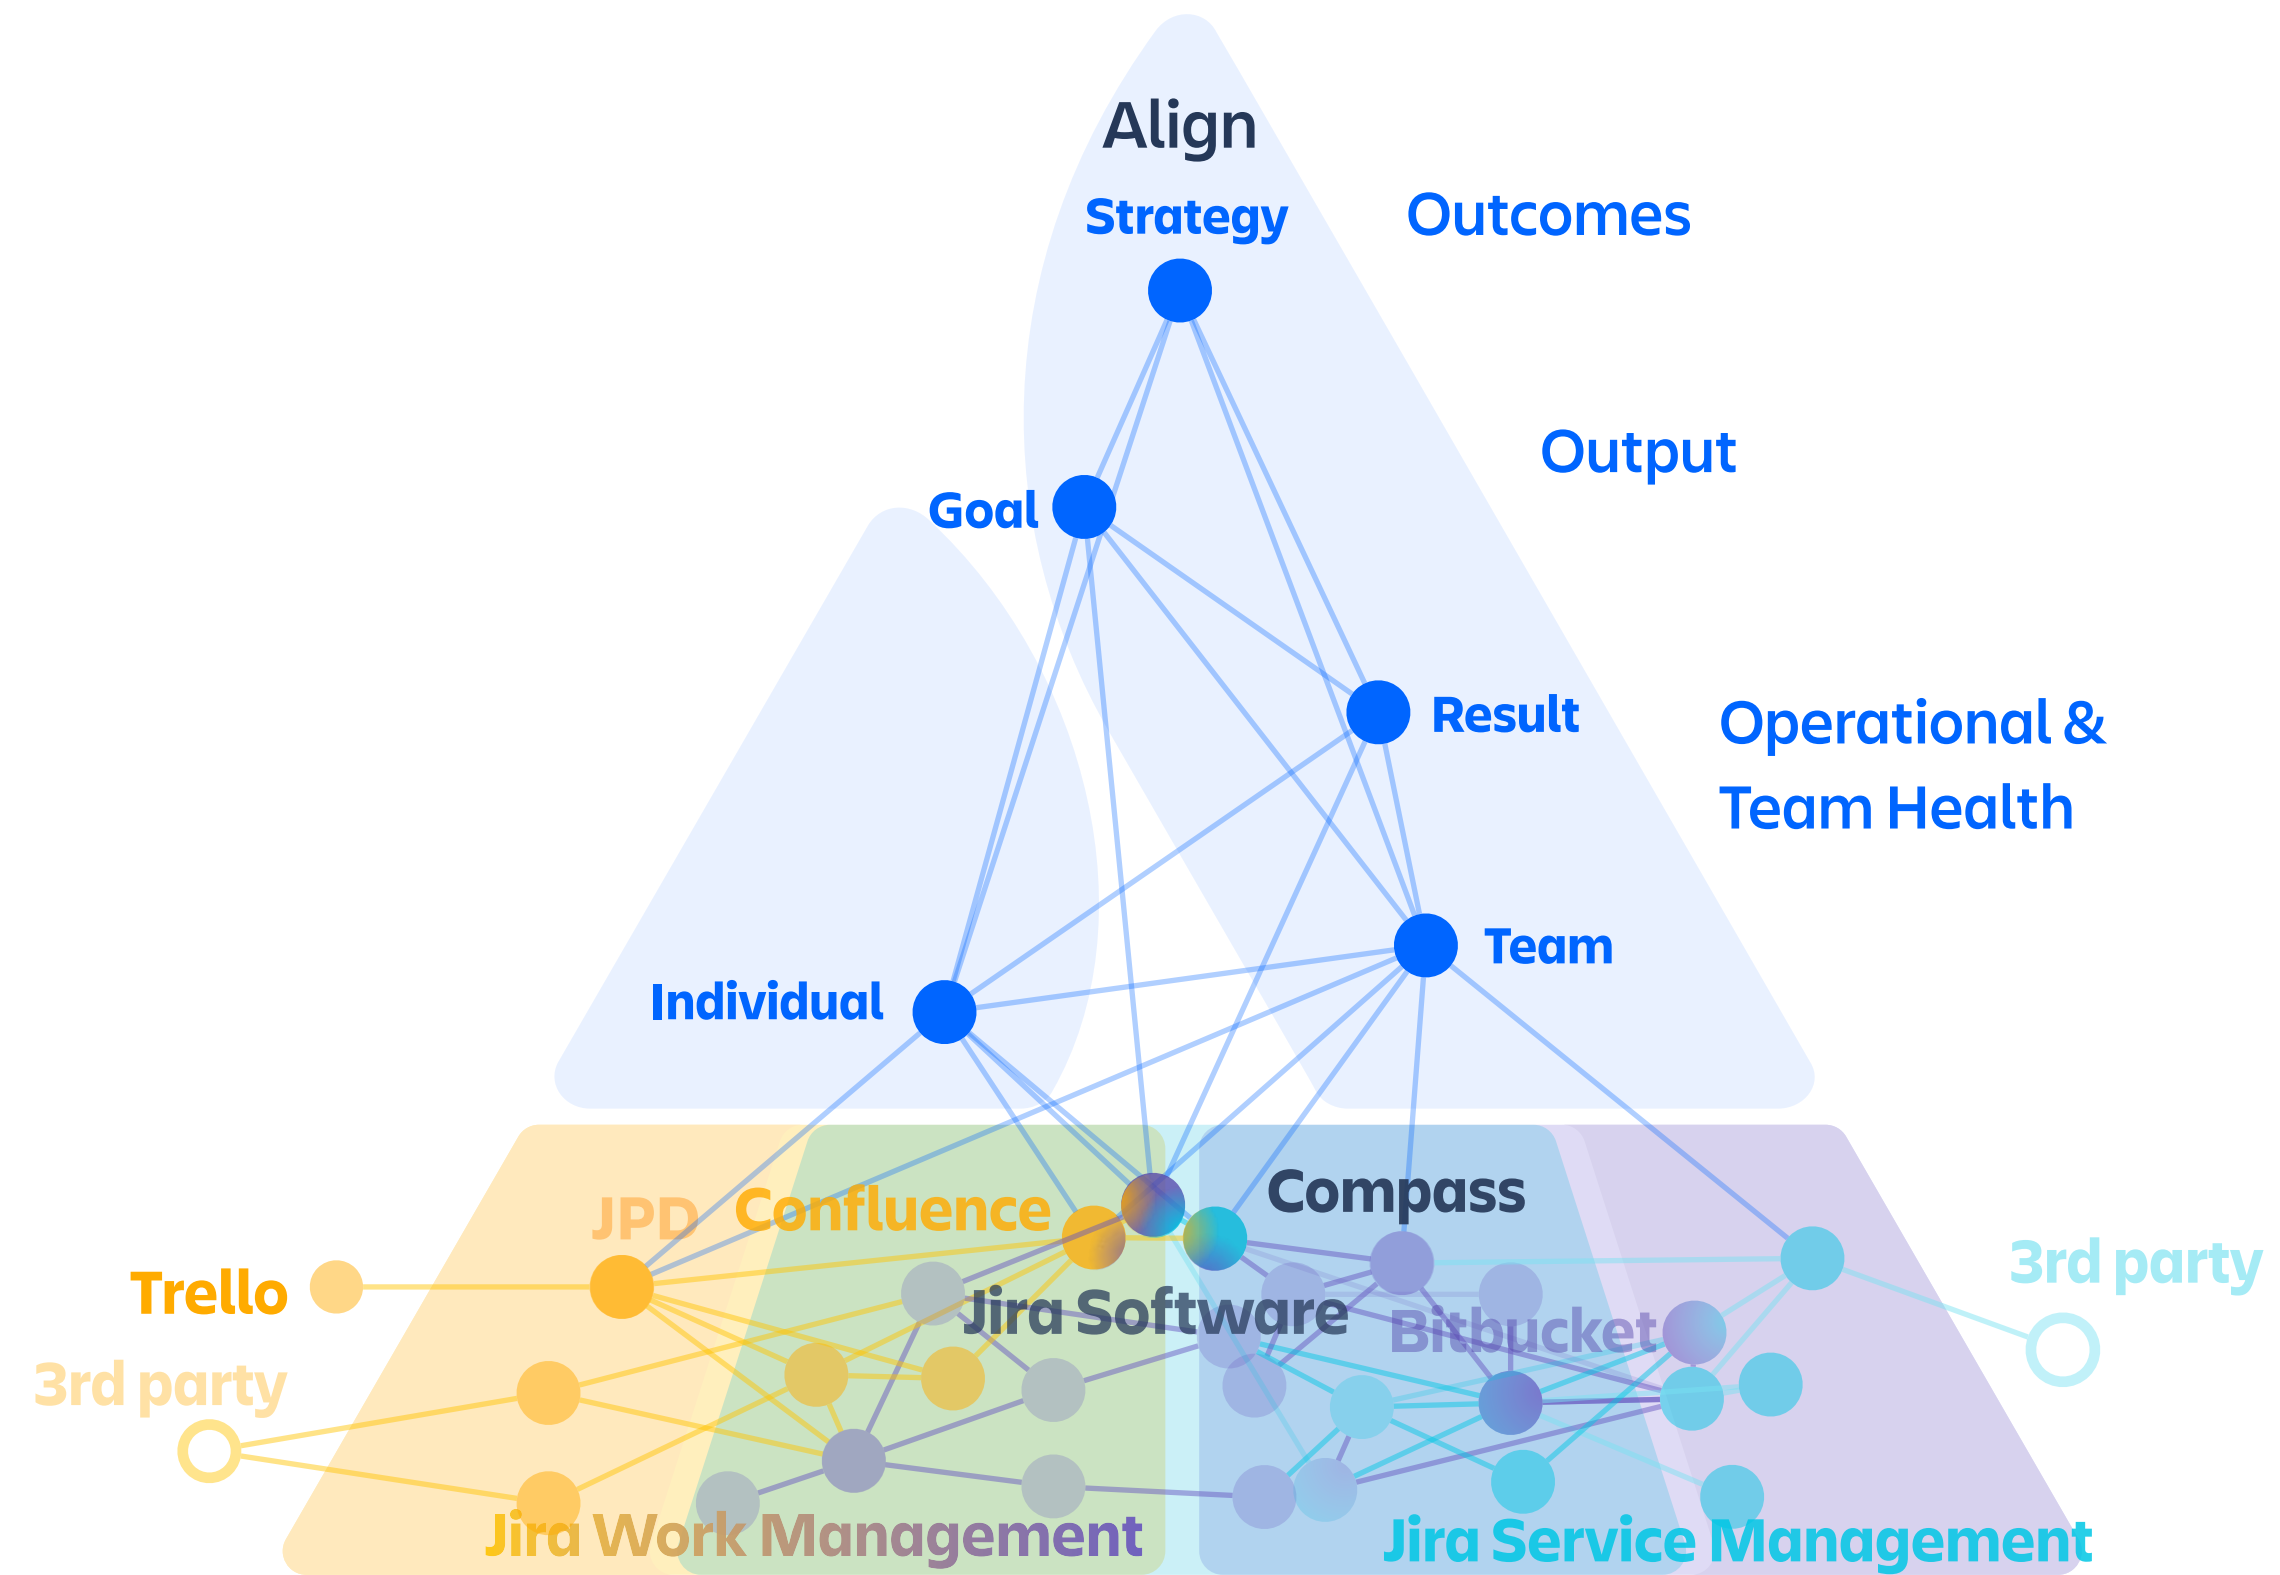 Align
Strategy
Outcomes
Output
Goal
Result
Operational &
Team Health
Team
Individual
Compass
JPD
Confluence
3rd party
Trello
Jira Software
Bitbucket
3rd party
Jira Work Management
Jira Service Management